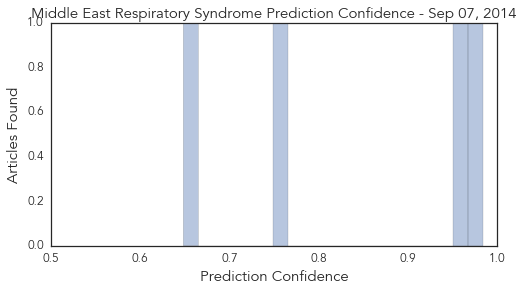 Middle East Respiratory Syndrome Prediction Confidence - Sep 07, 2014
1.0
0.8
0.6
0.4
0.2
0.0
Articles Found
0.5 0.6 0.7 0.8 0.9 1.0
Prediction Confidence